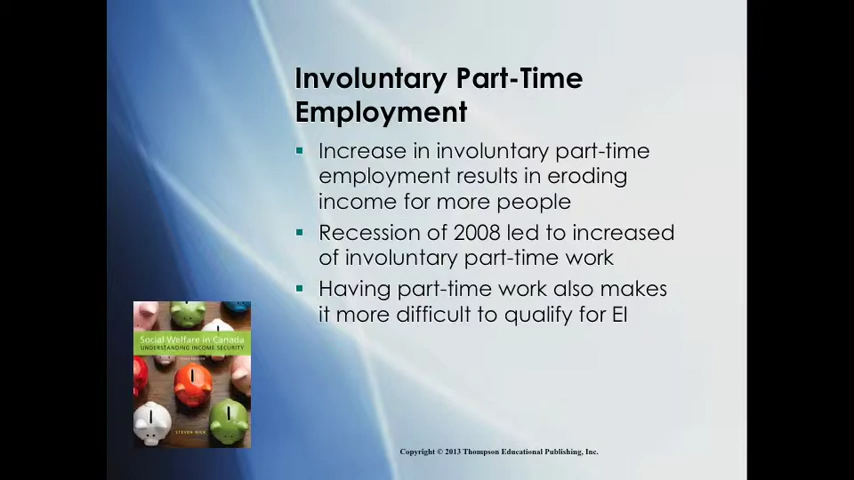 Involuntary Part-Time
Employment
Increase in involuntary part-time
employment results in eroding
income for more people
Recession of 2008 led to increased
of involuntary part-time work
Having part-time work also makes
it more difficult to qualify for EI
Social Welfare in Canada
UNDERSTANDING INCOME SECURITY
Copyright © 2013 Thompson Educational Publishing, Inc.